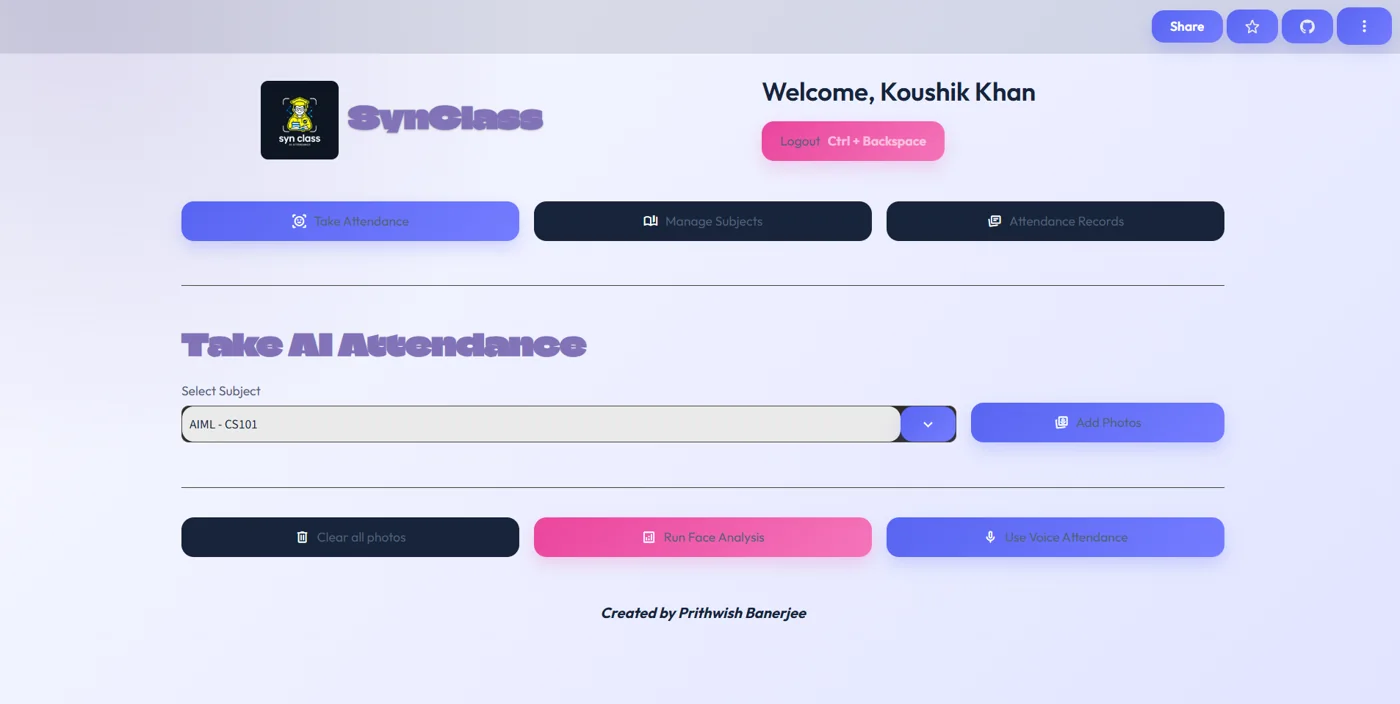 Share
syn class
SynClass
Welcome, Koushik Khan
Logout Ctrl + Backspace
Take Attendance
Manage Subjects
Attendance Records
Take AI Attendance
Select Subject
AIML - CS101
Add Photos
Clear all photos
Run Face Analysis
Use Voice Attendance
Created by Prithwish Banerjee